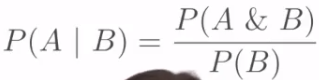 P(A | B) = P(A & B) / P(B)